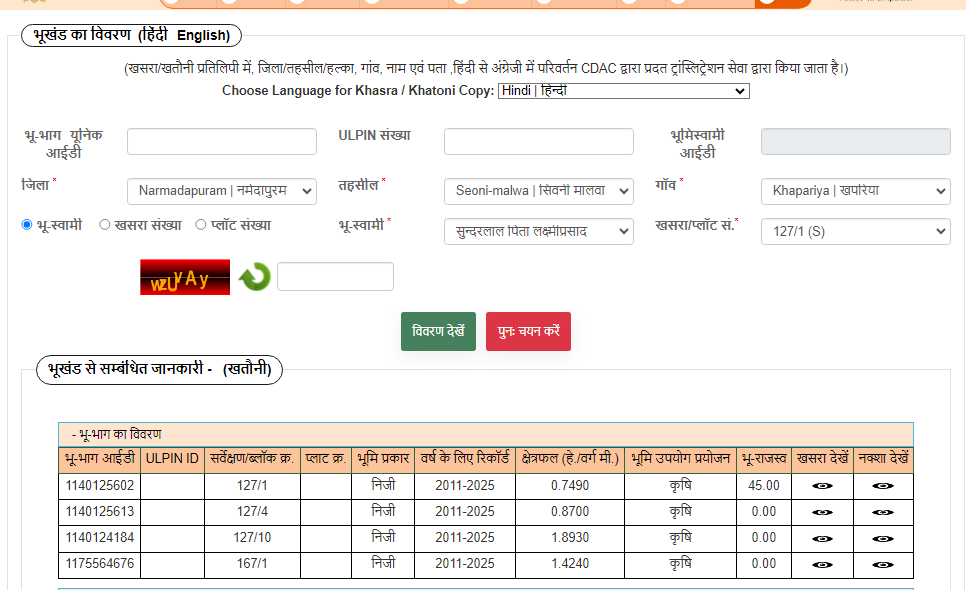 भूखंड का विवरण (हिंदी English)
(खसरा/खतौनी प्रतिलिपी में, जिला/तहसील/हल्का, गांव, नाम एवं पता ,हिंदी से अंग्रेजी में परिवर्तन CDAC द्वारा प्रदत ट्रांस्लिट्रेशन सेवा द्वारा किया जाता है।)
Choose Language for Khasra / Khatoni Copy: Hindi | हिन्दी
भू-भाग यूनिक आईडी ULPIN संख्या भूमिस्वामी आईडी
जिला * Narmadapuram | नर्मदापुरम तहसील * Seoni-malwa | सिवनी मालवा गाँव * Khapariya | खपरिया
भू-स्वामी खसरा संख्या प्लॉट संख्या भू-स्वामी * सुन्दरलाल पिता लक्ष्मीप्रसाद खसरा/प्लॉट सं.* 127/1 (S)
wzUVAy
विवरण देखें पुनः चयन करें
भूखंड से सम्बंधित जानकारी - (खतौनी)
- भू-भाग का विवरण
भू-भाग आईडी ULPIN ID सर्वेक्षण/ब्लॉक क्र. प्लाट क्र. भूमि प्रकार वर्ष के लिए रिकॉर्ड क्षेत्रफल (हे./वर्ग मी.) भूमि उपयोग प्रयोजन भू-राजस्व खसरा देखें नक्शा देखें
1140125602 127/1 निजी 2011-2025 0.7490 कृषि 45.00
1140125613 127/4 निजी 2011-2025 0.8700 कृषि 0.00
1140124184 127/10 निजी 2011-2025 1.8930 कृषि 0.00
1175564676 167/1 निजी 2011-2025 1.4240 कृषि 0.00